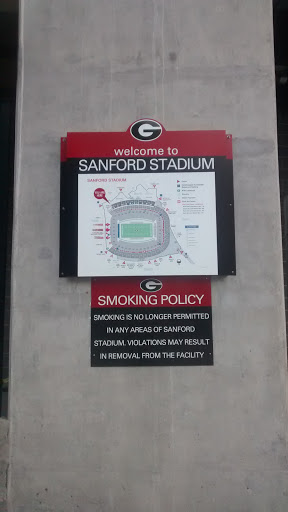 G
welcome to
SANFORD STADIUM
SANFORD STADIUM
G
SMOKING POLICY
SMOKING IS NO LONGER PERMITTED
IN ANY AREAS OF SANFORD
STADIUM. VIOLATIONS MAY RESULT
IN REMOVAL FROM THE FACILITY